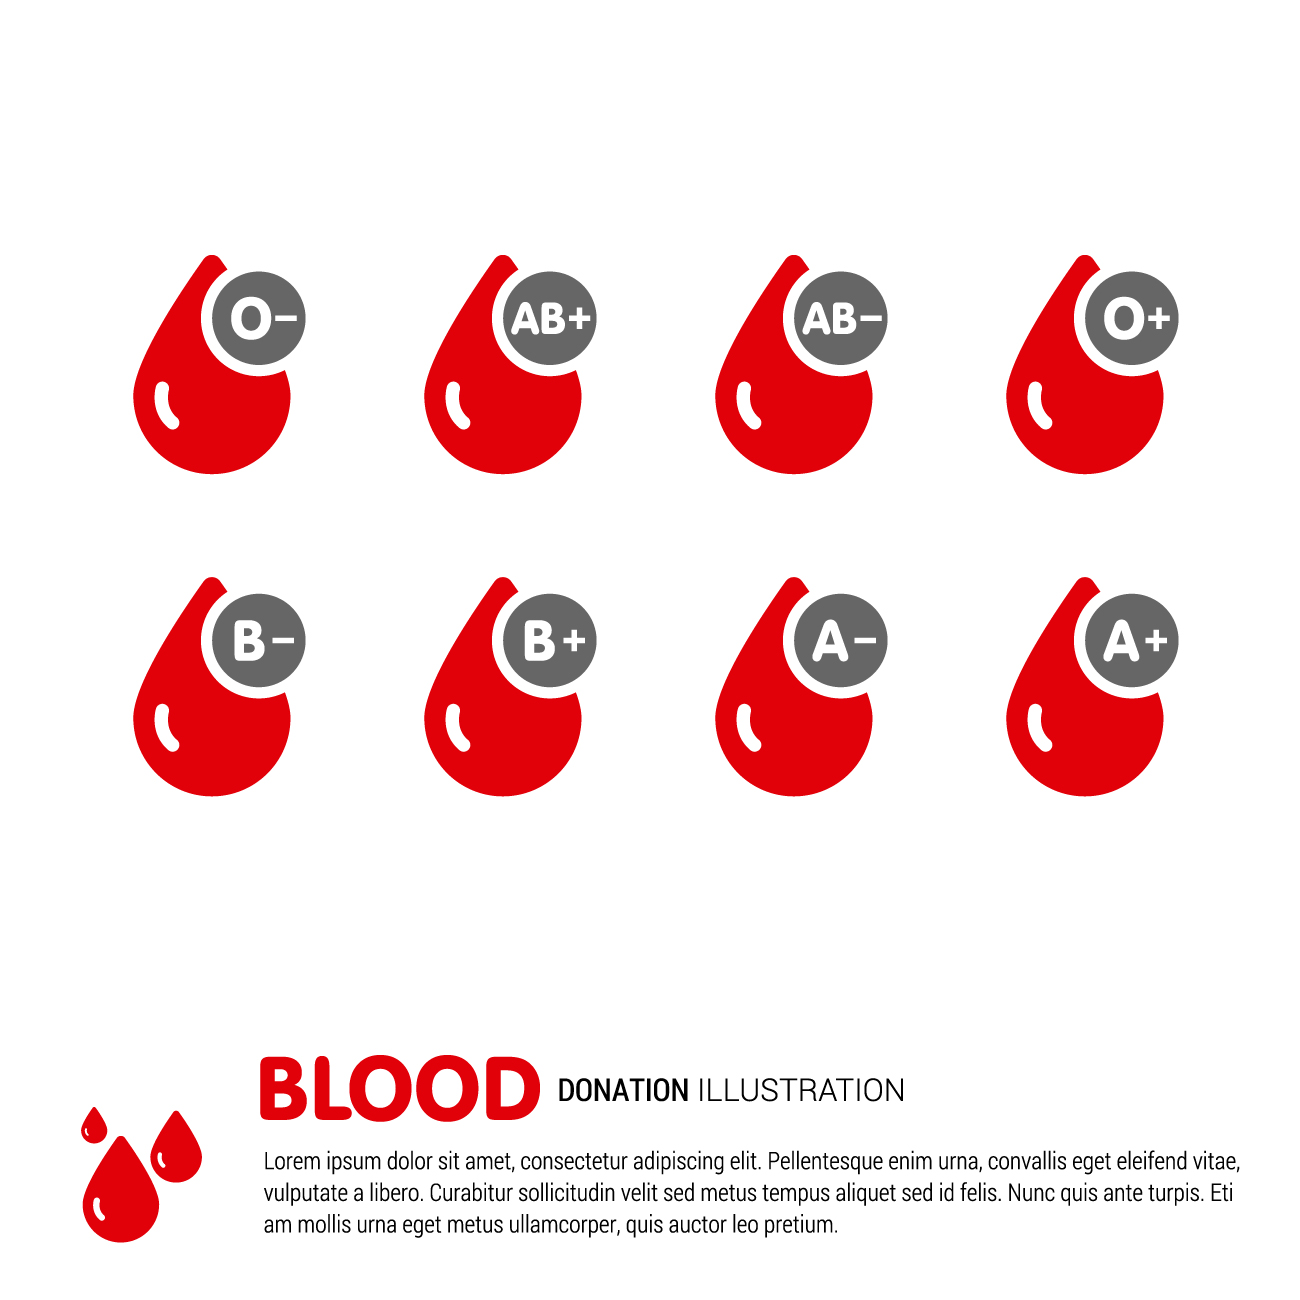 O− AB+ AB− O+
B− B+ A− A+
BLOOD DONATION ILLUSTRATION
Lorem ipsum dolor sit amet, consectetur adipiscing elit. Pellentesque enim urna, convallis eget eleifend vitae,
vulputate a libero. Curabitur sollicitudin velit sed metus tempus aliquet sed id felis. Nunc quis ante turpis. Eti
am mollis urna eget metus ullamcorper, quis auctor leo pretium.